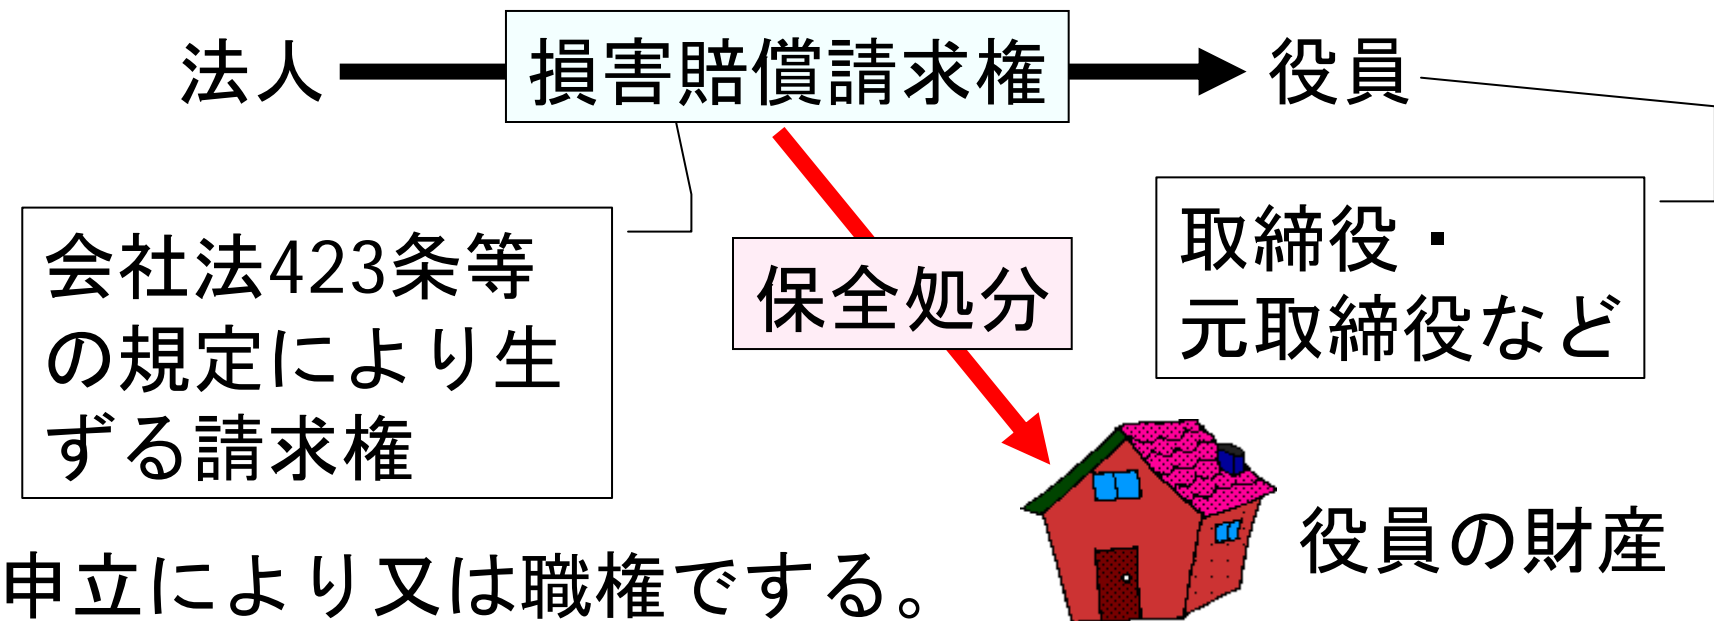 法人
損害賠償請求権
役員
会社法423条等
の規定により生
ずる請求権
保全処分
取締役・
元取締役など
役員の財産
申立により又は職権でする。